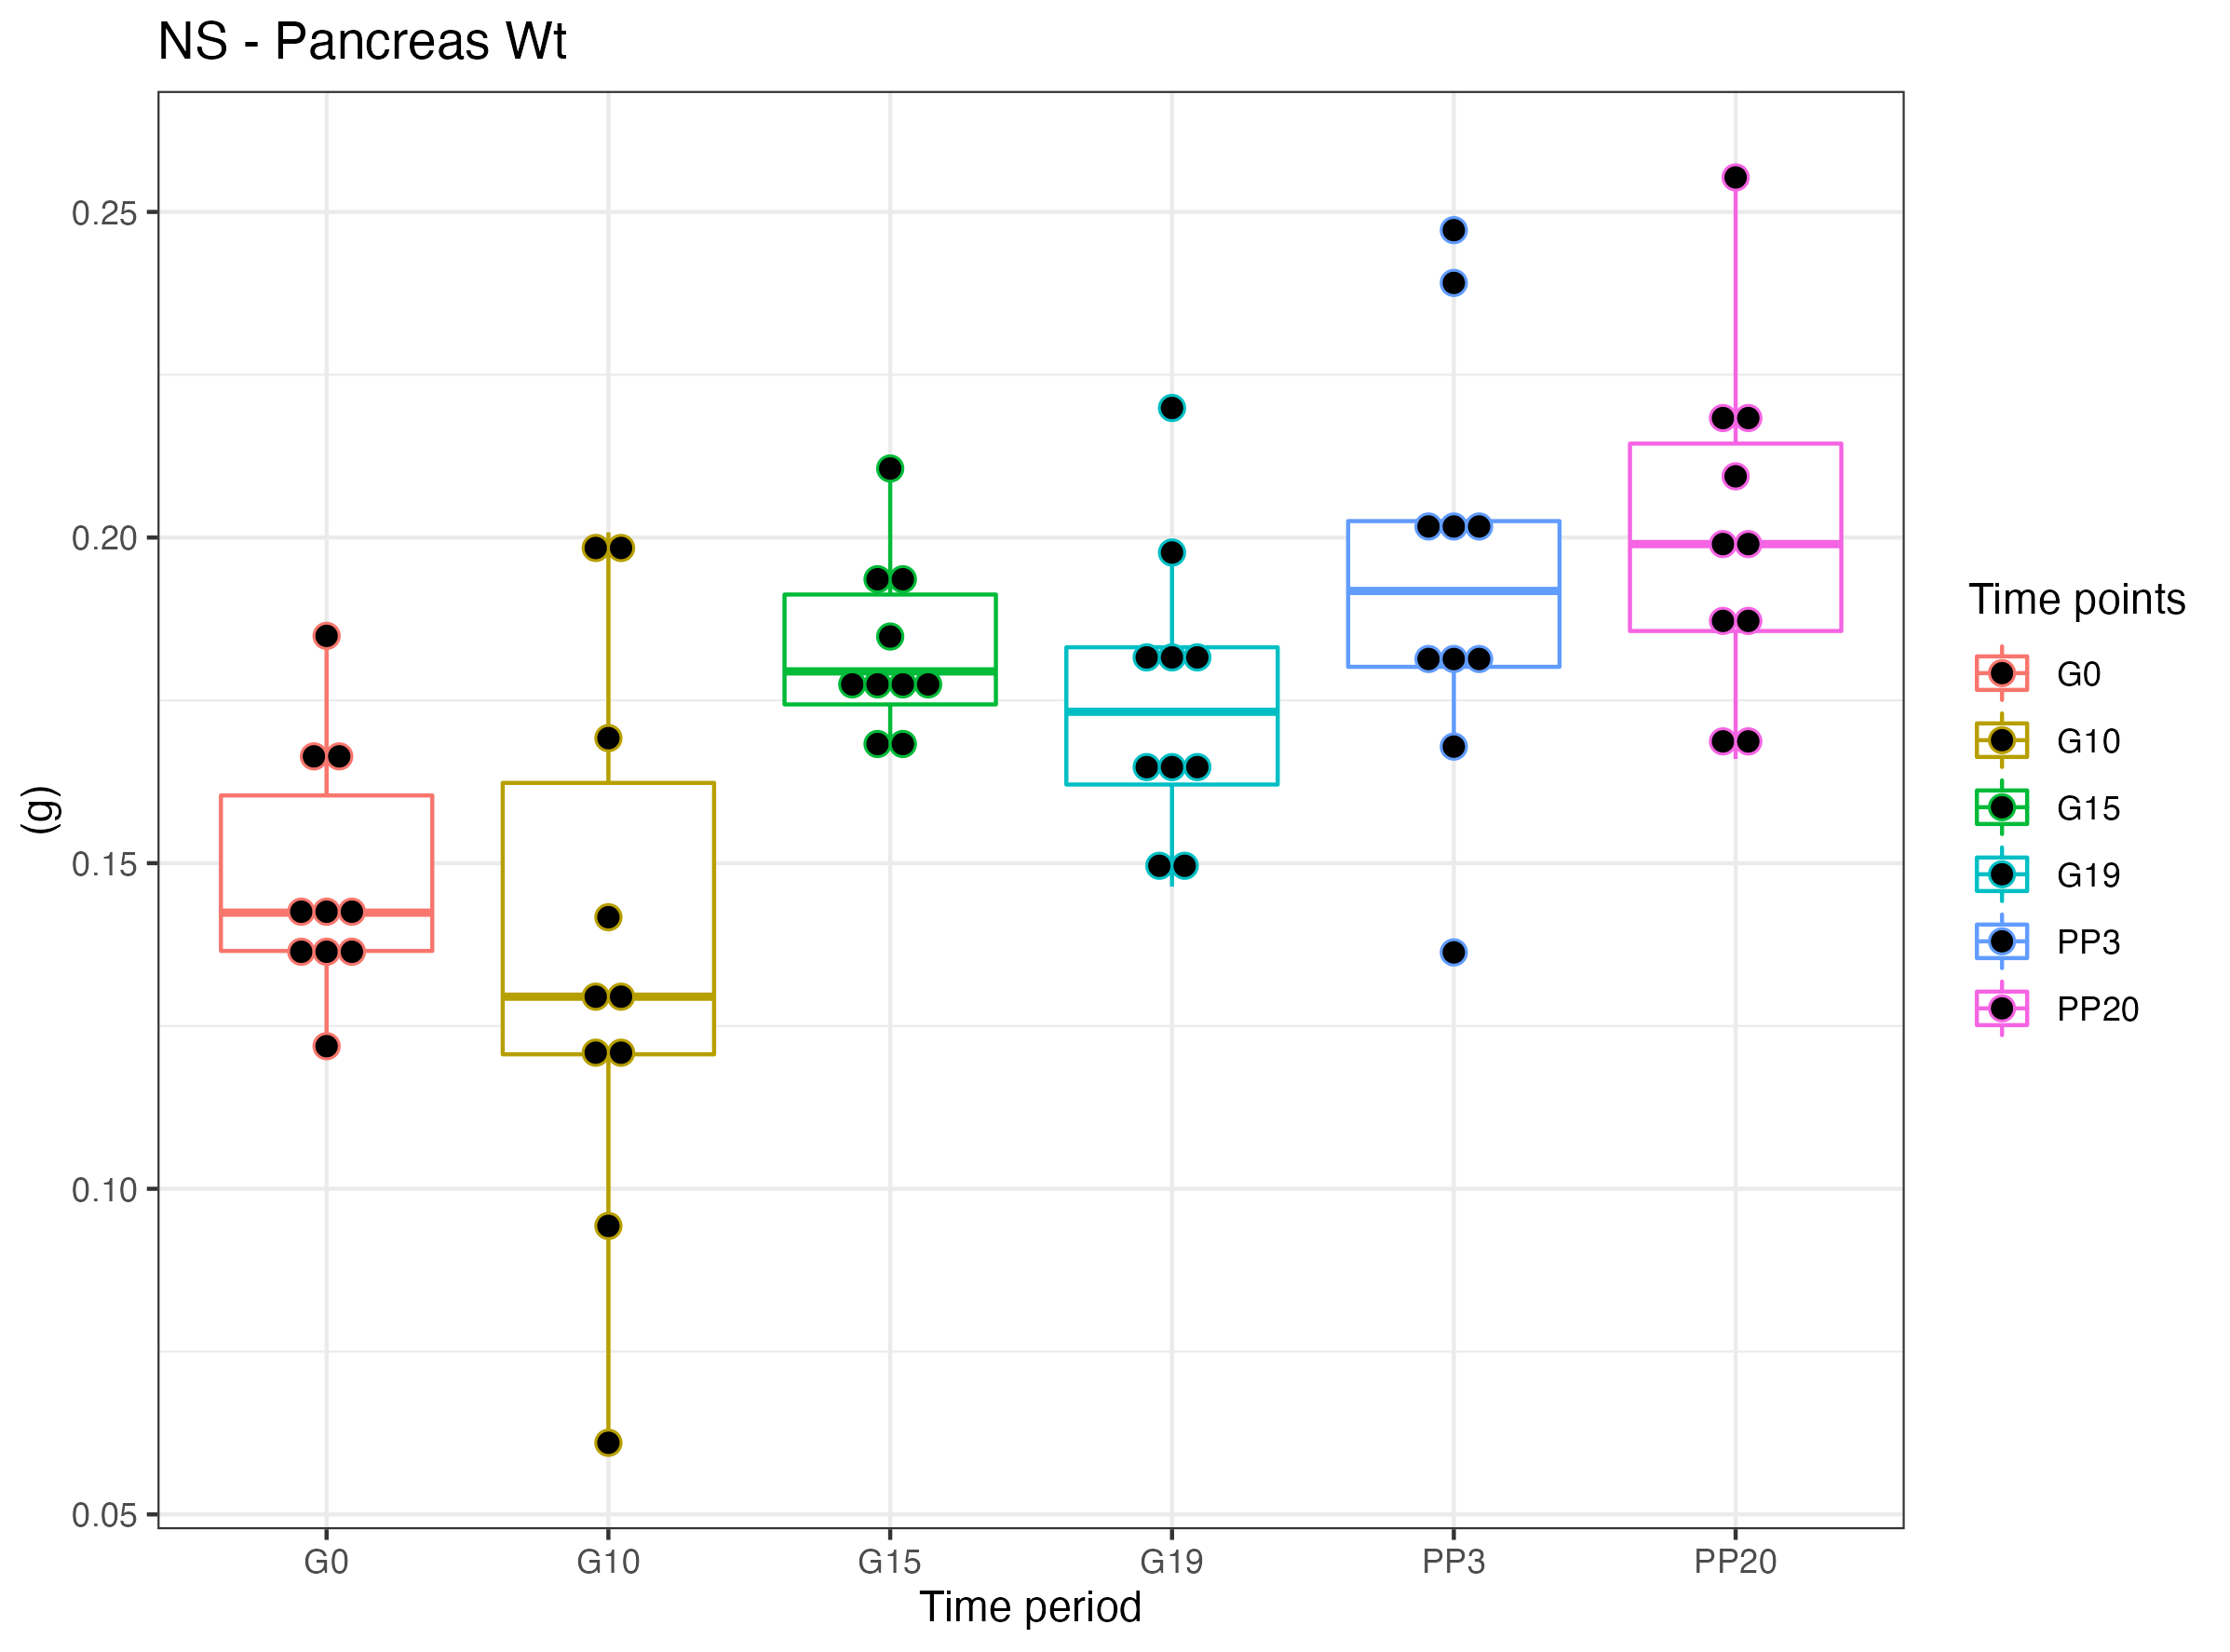 NS - Pancreas Wt
(g)
0.25
0.20
0.15
0.10
0.05
G0 G10 G15 G19 PP3 PP20
Time period
Time points
G0
G10
G15
G19
PP3
PP20